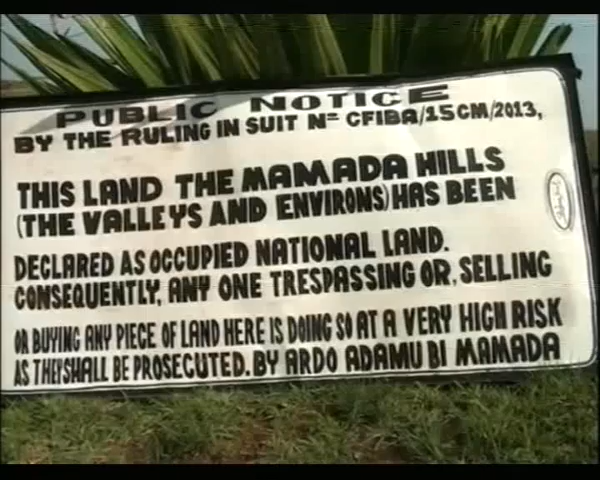 PUBLIC NOTICE
BY THE RULING IN SUIT Nº CFIBA/15CM/2013,
THIS LAND THE MAMADA HILLS
(THE VALLEYS AND ENVIRONS) HAS BEEN
DECLARED AS OCCUPIED NATIONAL LAND.
CONSEQUENTLY, ANY ONE TRESPASSING OR, SELLING
OR BUYING ANY PIECE OF LAND HERE IS DOING SO AT A VERY HIGH RISK
AS THEY SHALL BE PROSECUTED. BY ARDO ADAMU BI MAMADA